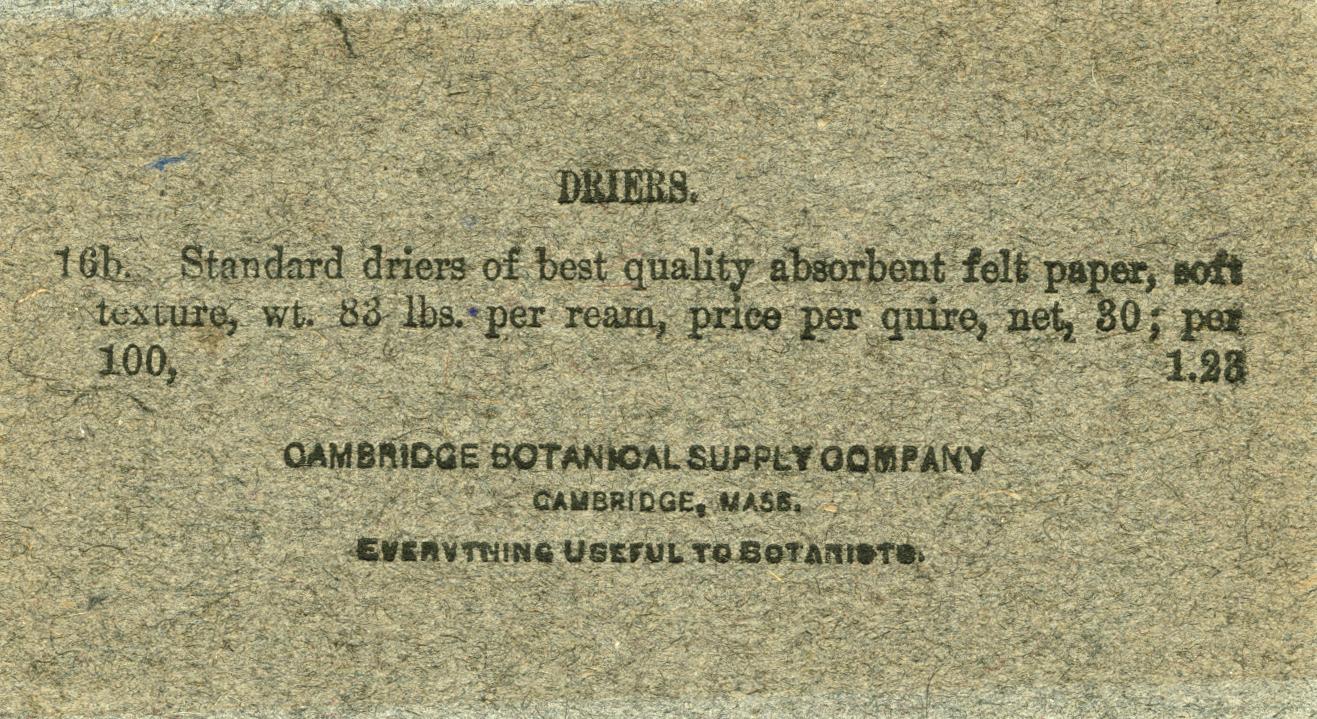 DRIERS.
16b. Standard driers of best quality absorbent felt paper, soft
texture, wt. 83 lbs. per ream, price per quire, net, 30; per
100, 1.23
CAMBRIDGE BOTANICAL SUPPLY COMPANY
CAMBRIDGE, MASS.
EVERYTHING USEFUL TO BOTANISTS.